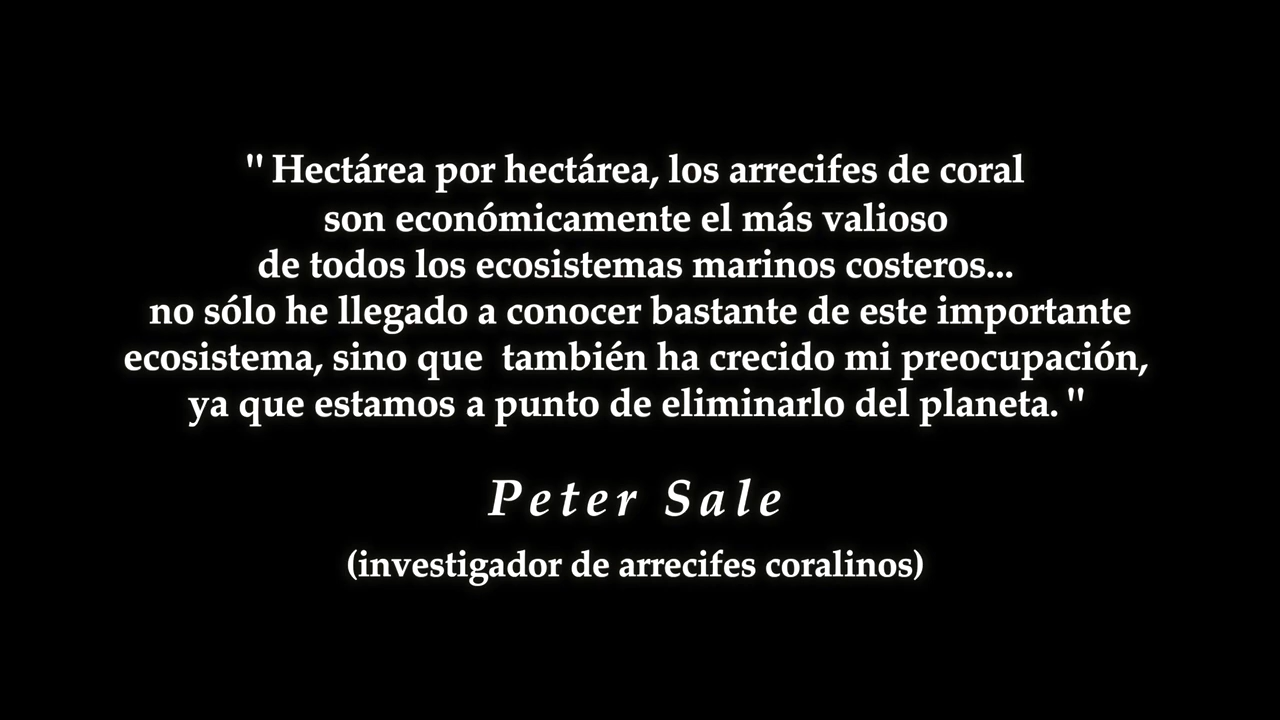 " Hectárea por hectárea, los arrecifes de coral
son económicamente el más valioso
de todos los ecosistemas marinos costeros...
no sólo he llegado a conocer bastante de este importante
ecosistema, sino que  también ha crecido mi preocupación,
ya que estamos a punto de eliminarlo del planeta. "
Peter Sale
(investigador de arrecifes coralinos)